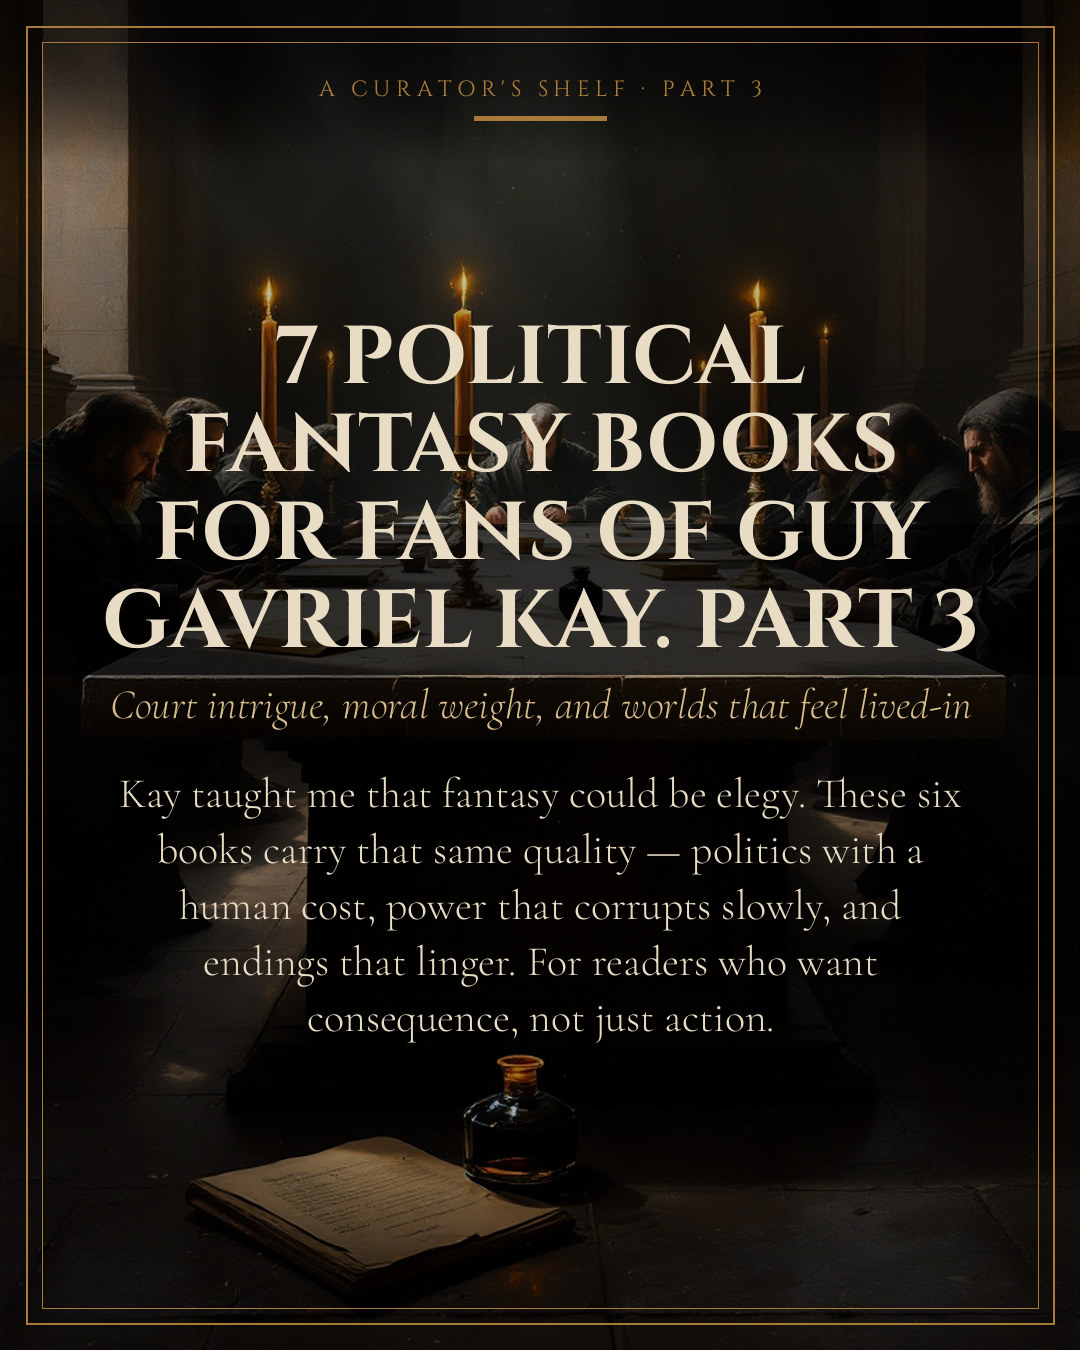 A CURATOR'S SHELF · PART 3
7 POLITICAL
FANTASY BOOKS
FOR FANS OF GUY
GAVRIEL KAY. PART 3
Court intrigue, moral weight, and worlds that feel lived-in
Kay taught me that fantasy could be elegy. These six
books carry that same quality — politics with a
human cost, power that corrupts slowly, and
endings that linger. For readers who want
consequence, not just action.